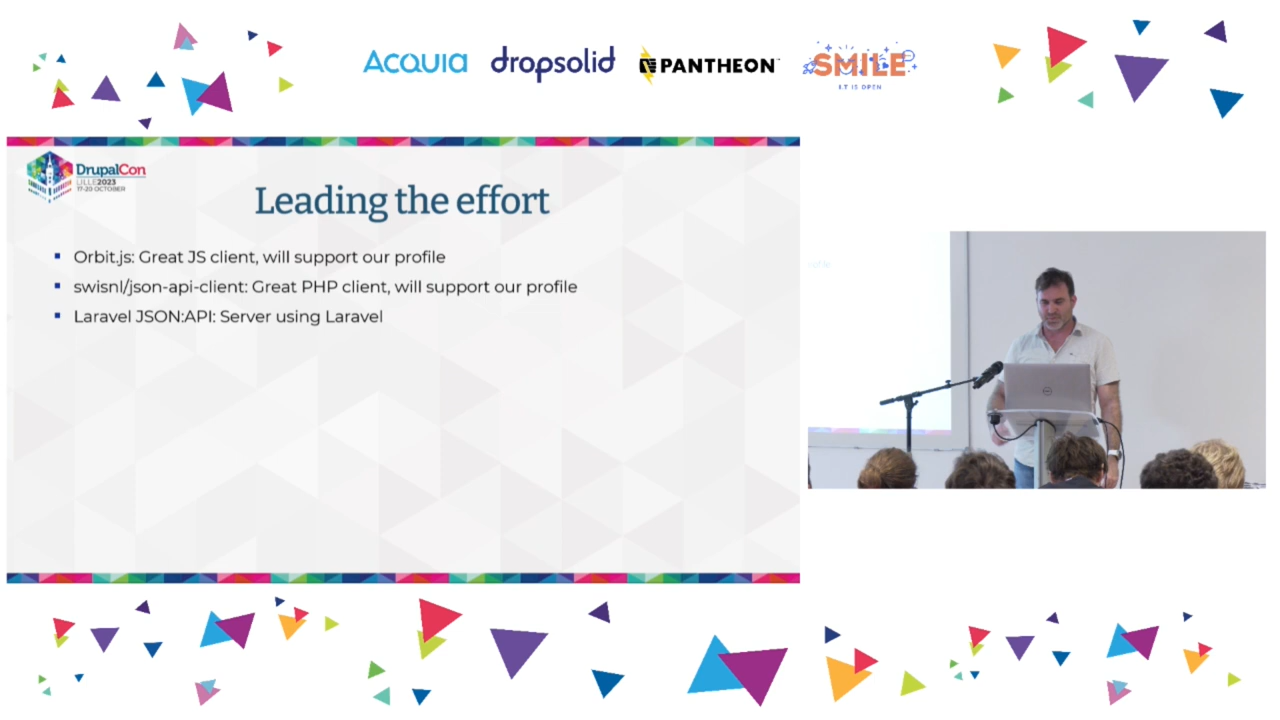 Acquia
dropsolid
PANTHEON
SMILE
I.T IS OPEN
DrupalCon
LILLE2023
17-20 OCTOBER
Leading the effort
Orbit.js: Great JS client, will support our profile
swisnl/json-api-client: Great PHP client, will support our profile
Laravel JSON:API: Server using Laravel